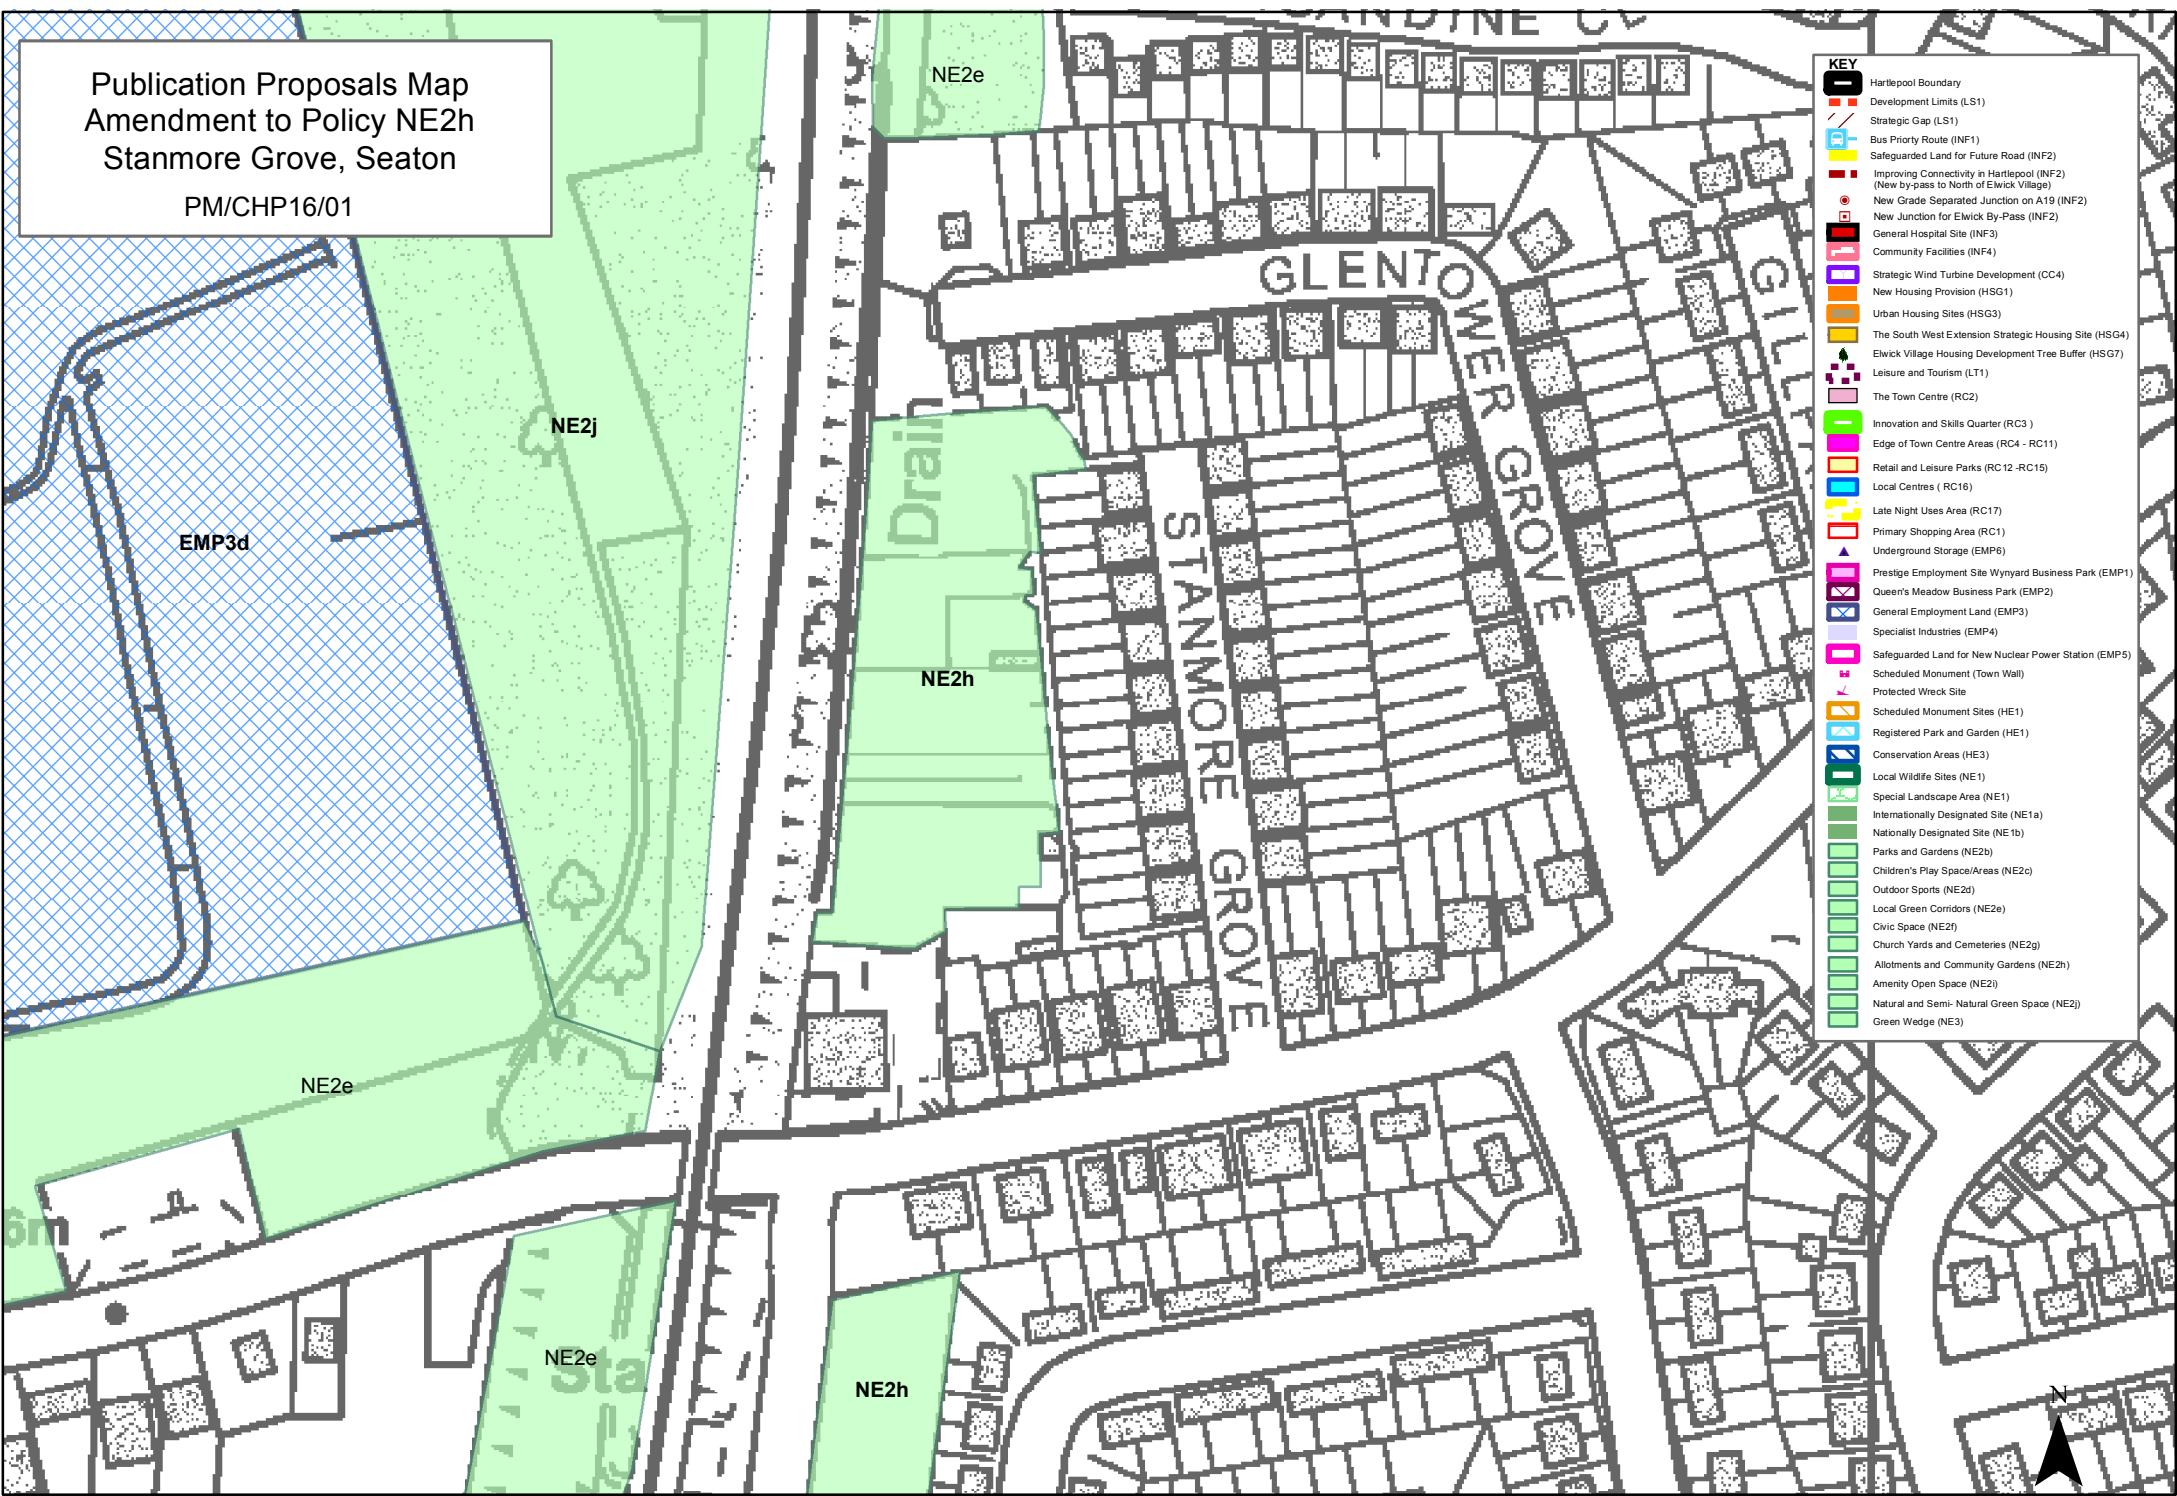 Publication Proposals Map
Amendment to Policy NE2h
Stanmore Grove, Seaton
PM/CHP16/01
NE2e
NE2j
EMP3d
Drain
NE2h
GLENTOWER GROVE
STANMORE GROVE
NE2e
6m
NE2e
Sta
NE2h
N
KEY
Hartlepool Boundary
Development Limits (LS1)
Strategic Gap (LS1)
Bus Priorty Route (INF1)
Safeguarded Land for Future Road (INF2)
Improving Connectivity in Hartlepool (INF2)
(New by-pass to North of Elwick Village)
New Grade Separated Junction on A19 (INF2)
New Junction for Elwick By-Pass (INF2)
General Hospital Site (INF3)
Community Facilities (INF4)
Strategic Wind Turbine Development (CC4)
New Housing Provision (HSG1)
Urban Housing Sites (HSG3)
The South West Extension Strategic Housing Site (HSG4)
Elwick Village Housing Development Tree Buffer (HSG7)
Leisure and Tourism (LT1)
The Town Centre (RC2)
Innovation and Skills Quarter (RC3 )
Edge of Town Centre Areas (RC4 - RC11)
Retail and Leisure Parks (RC12 -RC15)
Local Centres ( RC16)
Late Night Uses Area (RC17)
Primary Shopping Area (RC1)
Underground Storage (EMP6)
Prestige Employment Site Wynyard Business Park (EMP1)
Queen's Meadow Business Park (EMP2)
General Employment Land (EMP3)
Specialist Industries (EMP4)
Safeguarded Land for New Nuclear Power Station (EMP5)
Scheduled Monument (Town Wall)
Protected Wreck Site
Scheduled Monument Sites (HE1)
Registered Park and Garden (HE1)
Conservation Areas (HE3)
Local Wildlife Sites (NE1)
Special Landscape Area (NE1)
Internationally Designated Site (NE1a)
Nationally Designated Site (NE1b)
Parks and Gardens (NE2b)
Children's Play Space/Areas (NE2c)
Outdoor Sports (NE2d)
Local Green Corridors (NE2e)
Civic Space (NE2f)
Church Yards and Cemeteries (NE2g)
Allotments and Community Gardens (NE2h)
Amenity Open Space (NE2i)
Natural and Semi- Natural Green Space (NE2j)
Green Wedge (NE3)